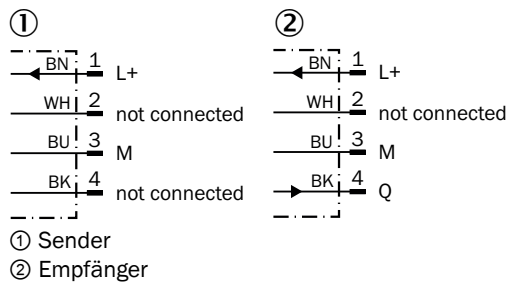 ① ②
BN 1 L+ BN 1 L+
WH 2 not connected WH 2 not connected
BU 3 M BU 3 M
BK 4 not connected BK 4 Q
① Sender
② Empfänger